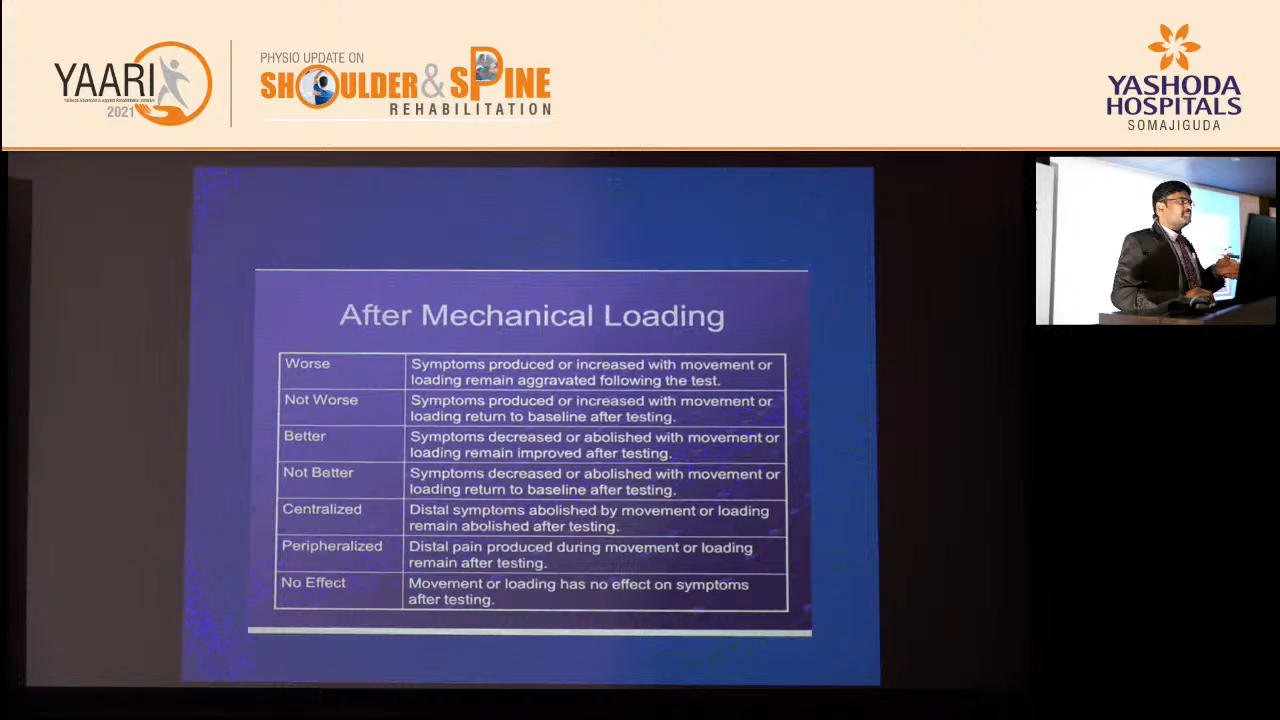 YAARI
2021
PHYSIO UPDATE ON
SHOULDER & SPINE
REHABILITATION
YASHODA
HOSPITALS
SOMAJIGUDA
After Mechanical Loading
Worse
Symptoms produced or increased with movement or
loading remain aggravated following the test.
Not Worse
Symptoms produced or increased with movement or
loading return to baseline after testing.
Better
Symptoms decreased or abolished with movement or
loading remain improved after testing.
Not Better
Symptoms decreased or abolished with movement or
loading return to baseline after testing.
Centralized
Distal symptoms abolished by movement or loading
remain abolished after testing.
Peripheralized
Distal pain produced during movement or loading
remain after testing.
No Effect
Movement or loading has no effect on symptoms
after testing.